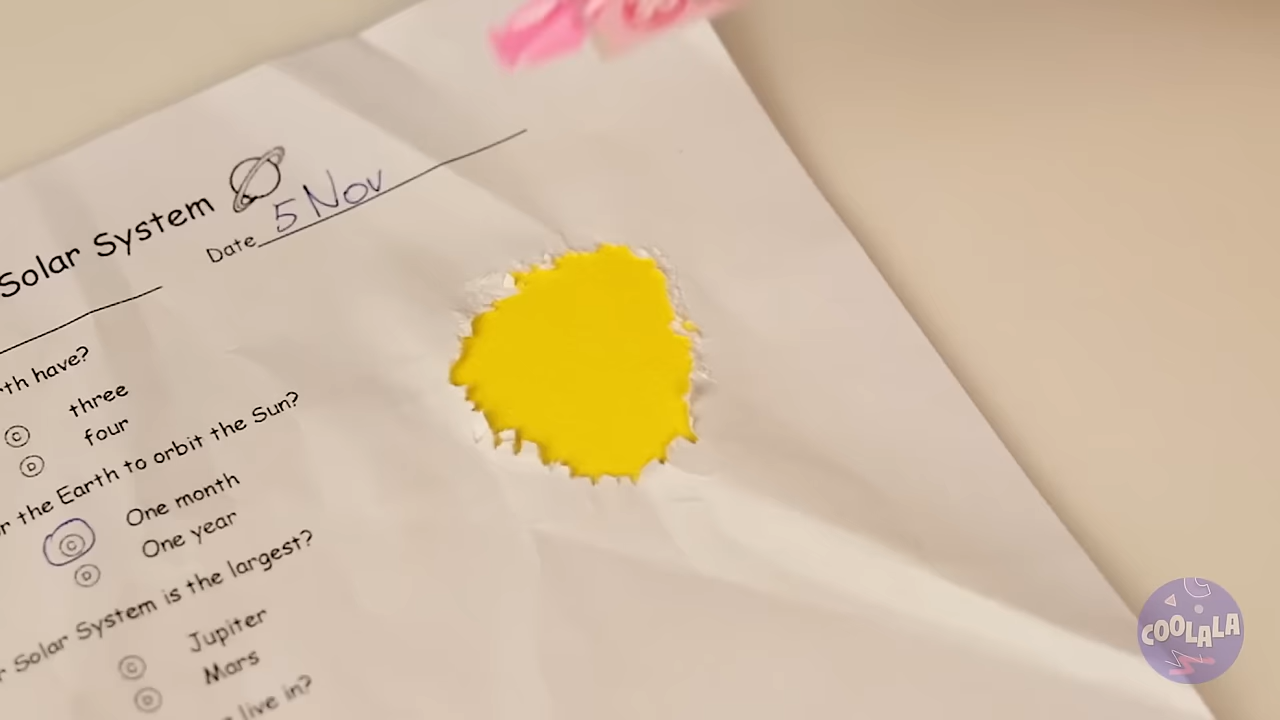 Solar System
Date 5 Nov
have?
C three
D four
the Earth to orbit the Sun?
C One month
D One year
Solar System is the largest?
C Jupiter
D Mars
live in?
COOLALA